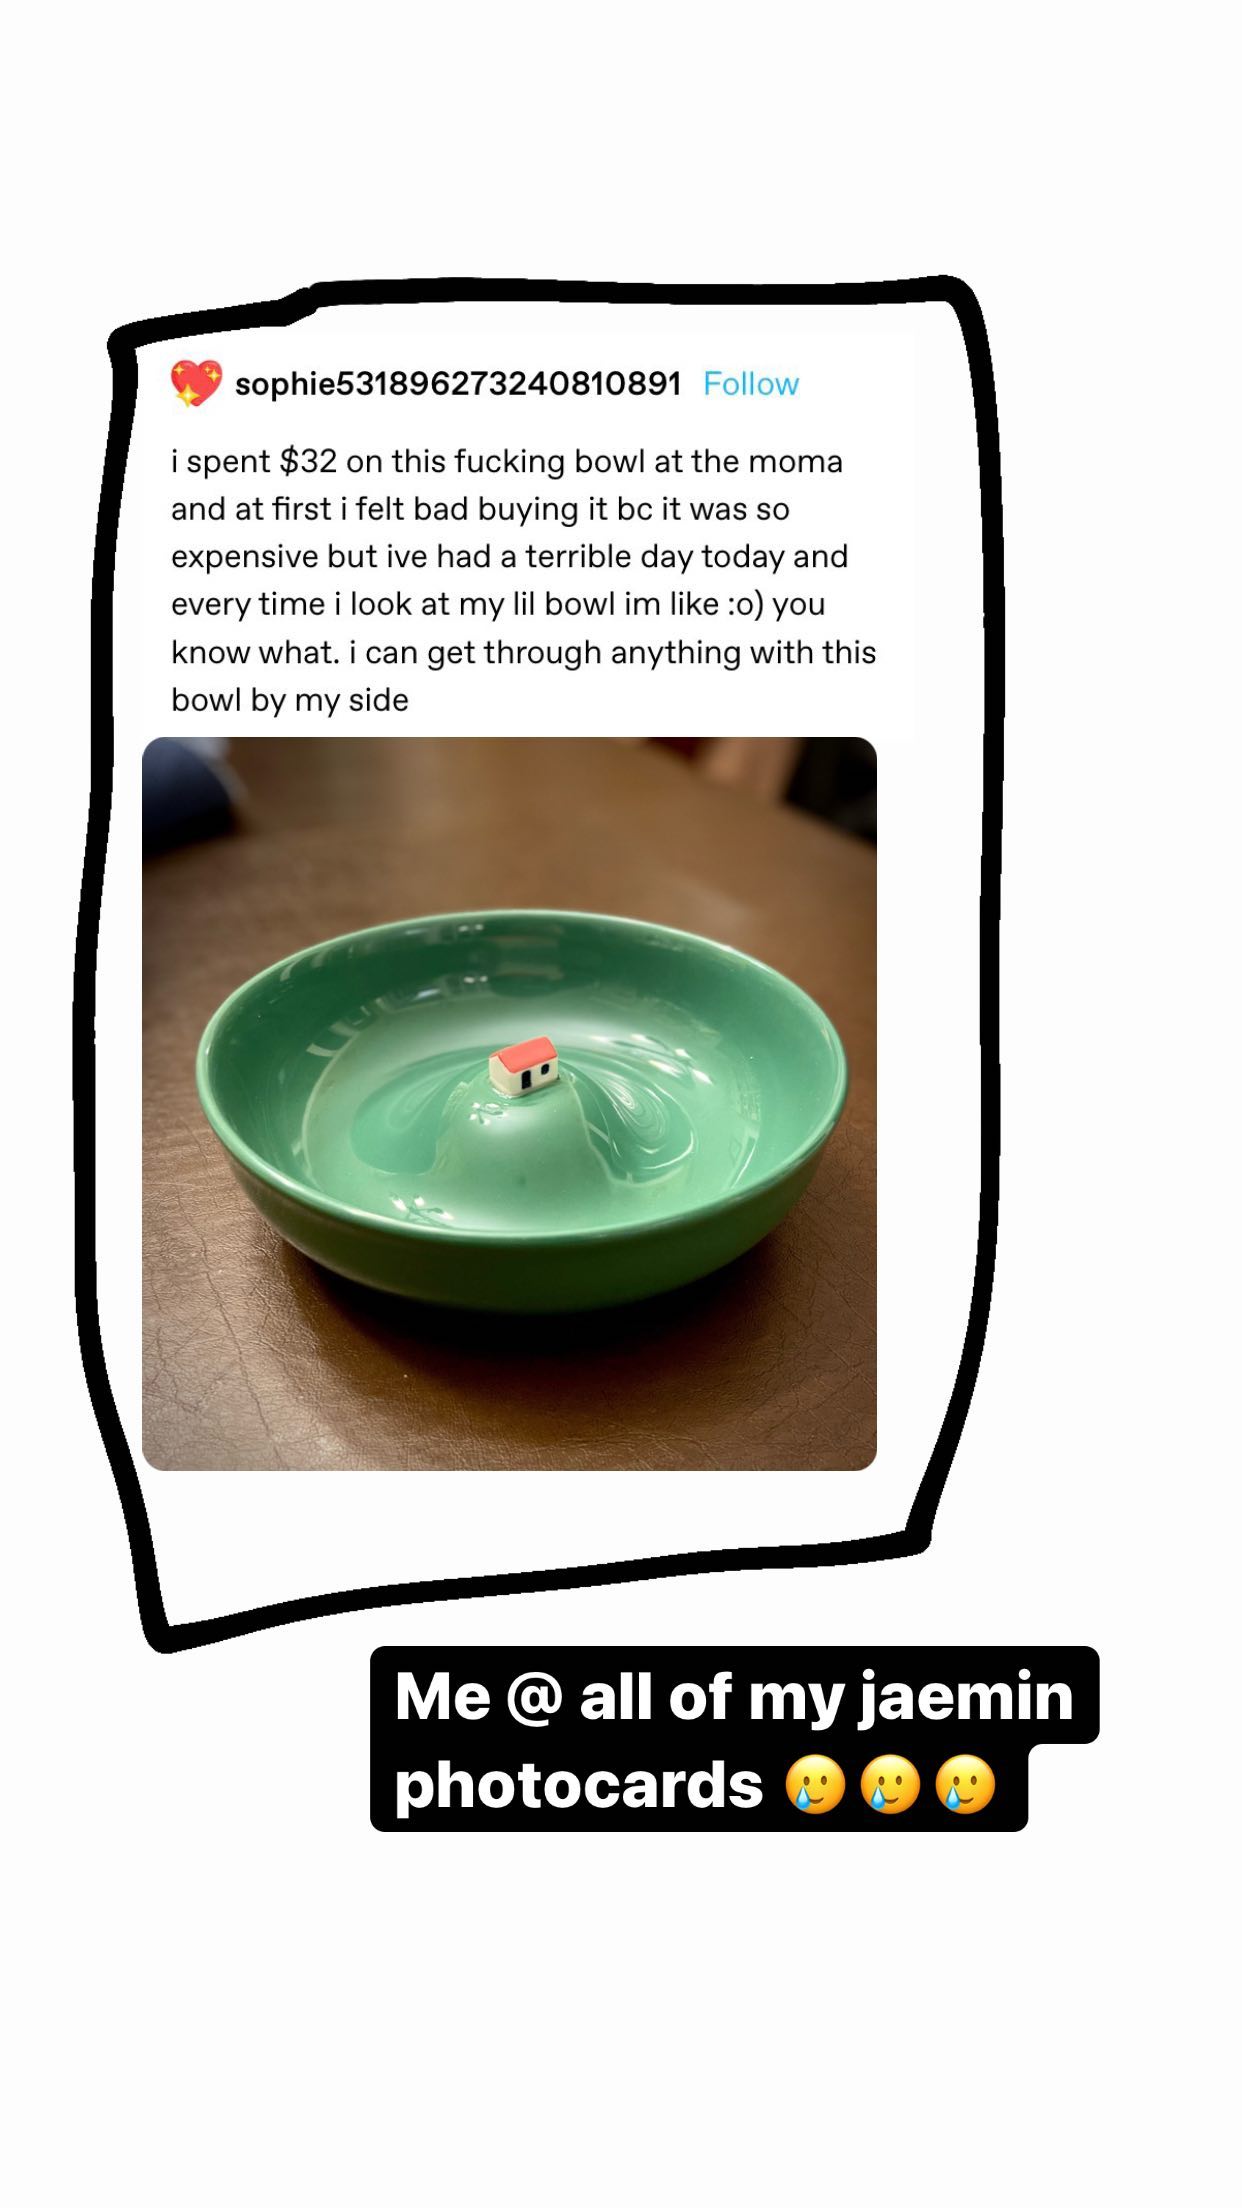 sophie531896273240810891 Follow
i spent $32 on this fucking bowl at the moma
and at first i felt bad buying it bc it was so
expensive but ive had a terrible day today and
every time i look at my lil bowl im like :o) you
know what. i can get through anything with this
bowl by my side
Me @ all of my jaemin
photocards 🥲🥲🥲